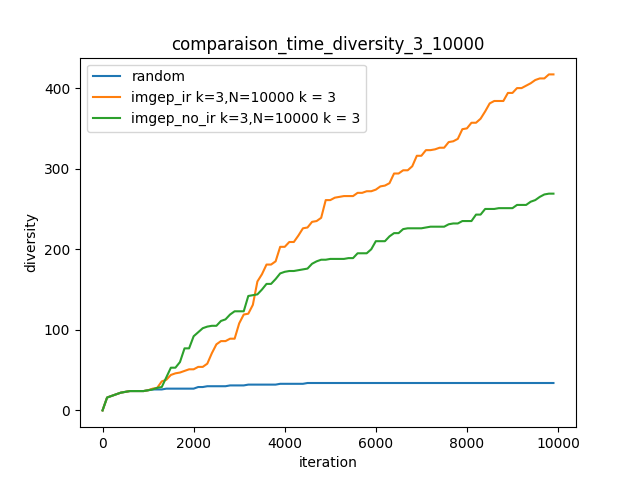 comparaison_time_diversity_3_10000
random
imgep_ir k=3,N=10000 k = 3
imgep_no_ir k=3,N=10000 k = 3
diversity
400
300
200
100
0
0 2000 4000 6000 8000 10000
iteration